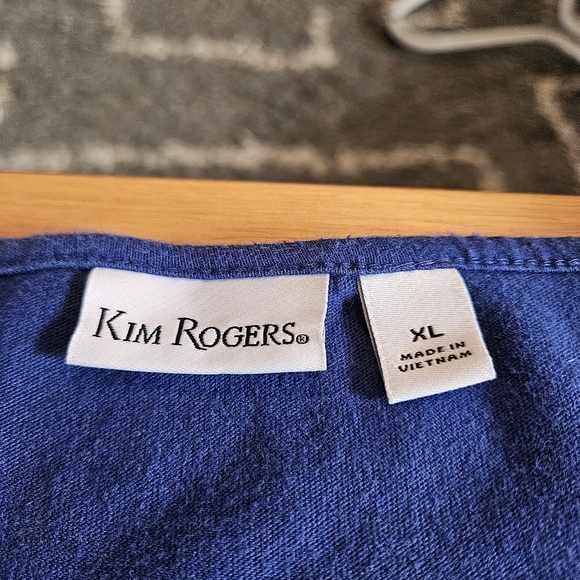 KIM ROGERS®
XL
MADE IN
VIETNAM